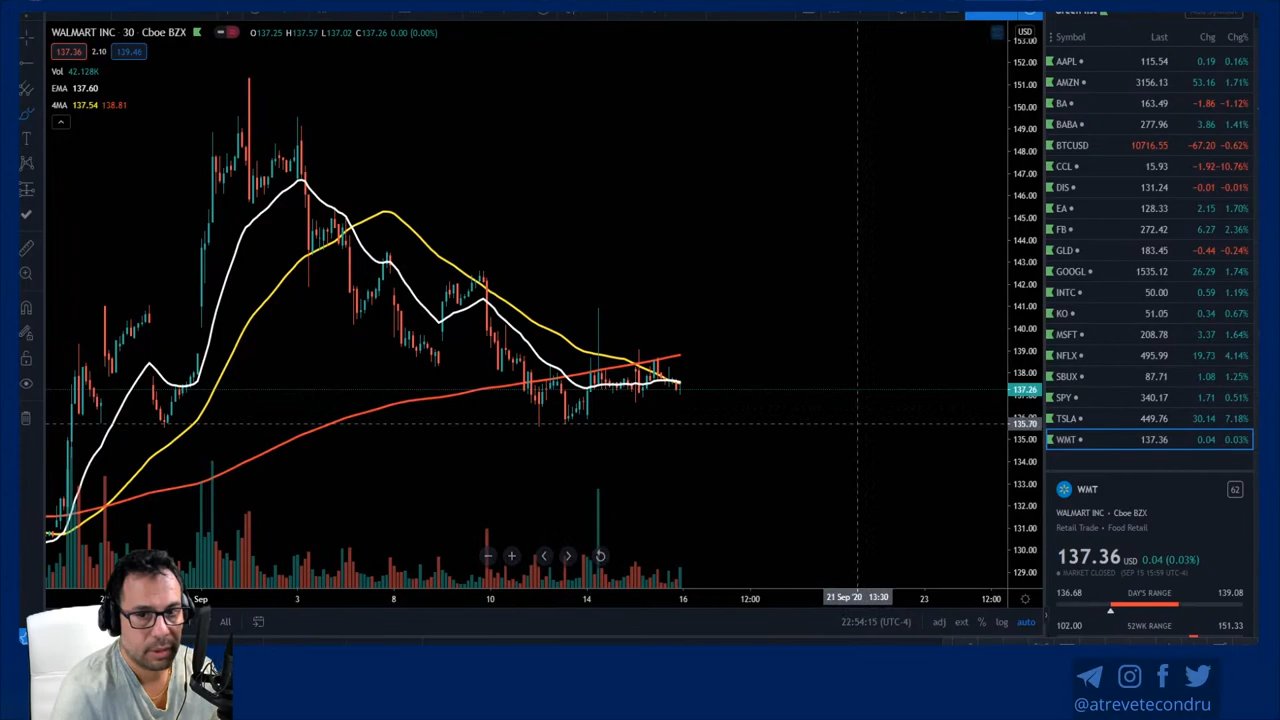 WALMART INC · 30 · Cboe BZX O137.25 H137.57 L137.02 C137.26 0.00 (0.00%)
137.36 2.10 139.46
Vol 42.128K
EMA 137.60
4MA 137.54 138.81
USD
153.00
152.00
151.00
150.00
149.00
148.00
147.00
146.00
145.00
144.00
143.00
142.00
141.00
140.00
139.00
138.00
137.26
135.70
135.00
134.00
133.00
132.00
131.00
130.00
129.00
Sep 3 8 10 14 16 12:00 21 Sep '20 13:30 23 12:00
All 22:54:15 (UTC-4) adj ext % log auto
Symbol Last Chg Chg%
AAPL 115.54 0.19 0.16%
AMZN 3156.13 53.16 1.71%
BA 163.49 −1.86 −1.12%
BABA 277.96 3.86 1.41%
BTCUSD 10716.55 −67.20 −0.62%
CCL 15.93 −1.92 −10.76%
DIS 131.24 −0.01 −0.01%
EA 128.33 2.15 1.70%
FB 272.42 6.27 2.36%
GLD 183.45 −0.44 −0.24%
GOOGL 1535.12 26.29 1.74%
INTC 50.00 0.59 1.19%
KO 51.05 0.34 0.67%
MSFT 208.78 3.37 1.64%
NFLX 495.99 19.73 4.14%
SBUX 87.71 1.08 1.25%
SPY 340.17 1.71 0.51%
TSLA 449.76 30.14 7.18%
WMT 137.36 0.04 0.03%
WMT 62
WALMART INC • Cboe BZX
Retail Trade • Food Retail
137.36 USD 0.04 (0.03%)
MARKET CLOSED (SEP 15 15:59 UTC-4)
136.68 DAY'S RANGE 139.08
102.00 52WK RANGE 151.33
@atrevetecondru